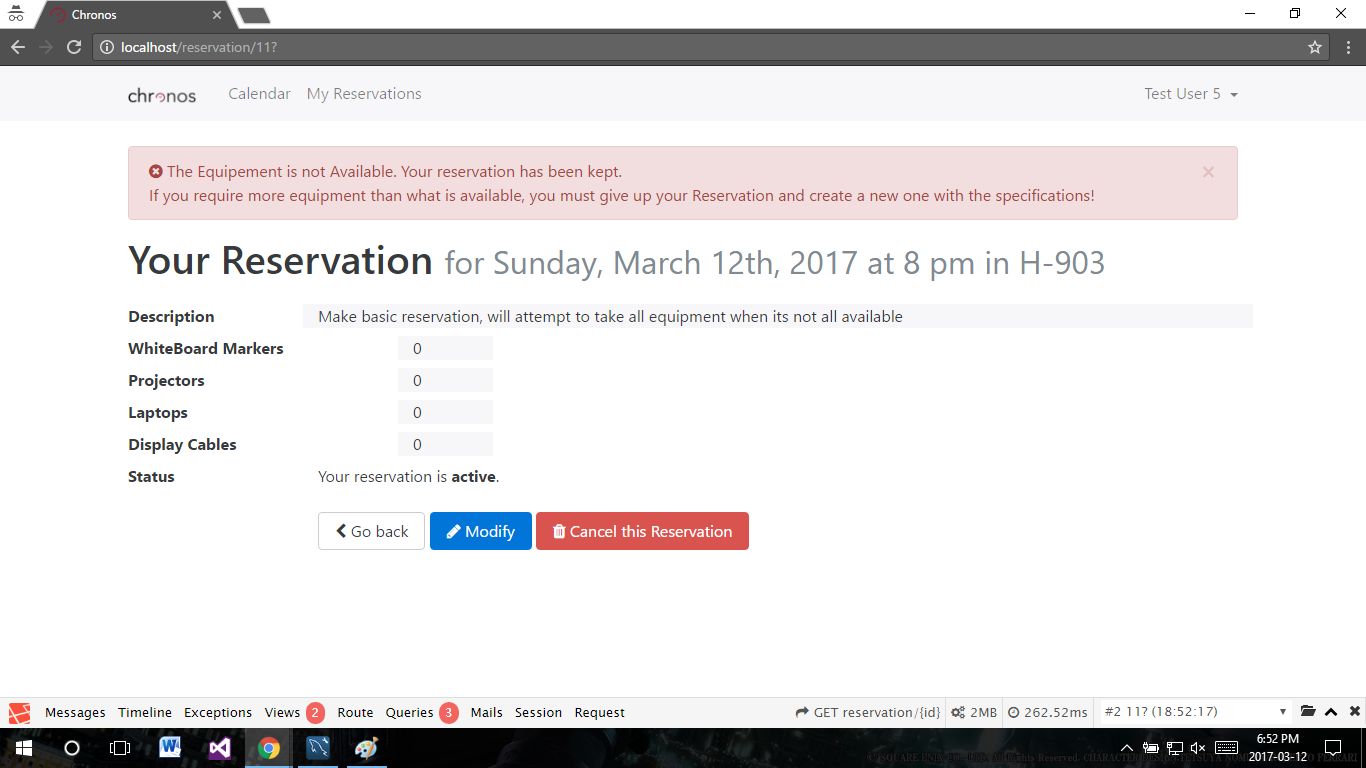 Chronos
localhost/reservation/11?
chronos Calendar My Reservations Test User 5
The Equipement is not Available. Your reservation has been kept.
If you require more equipment than what is available, you must give up your Reservation and create a new one with the specifications!
Your Reservation for Sunday, March 12th, 2017 at 8 pm in H-903
Description Make basic reservation, will attempt to take all equipment when its not all available
WhiteBoard Markers 0
Projectors 0
Laptops 0
Display Cables 0
Status Your reservation is active.
Go back Modify Cancel this Reservation
Messages Timeline Exceptions Views 2 Route Queries 3 Mails Session Request GET reservation/{id} 2MB 262.52ms #2 11? (18:52:17)
6:52 PM
2017-03-12